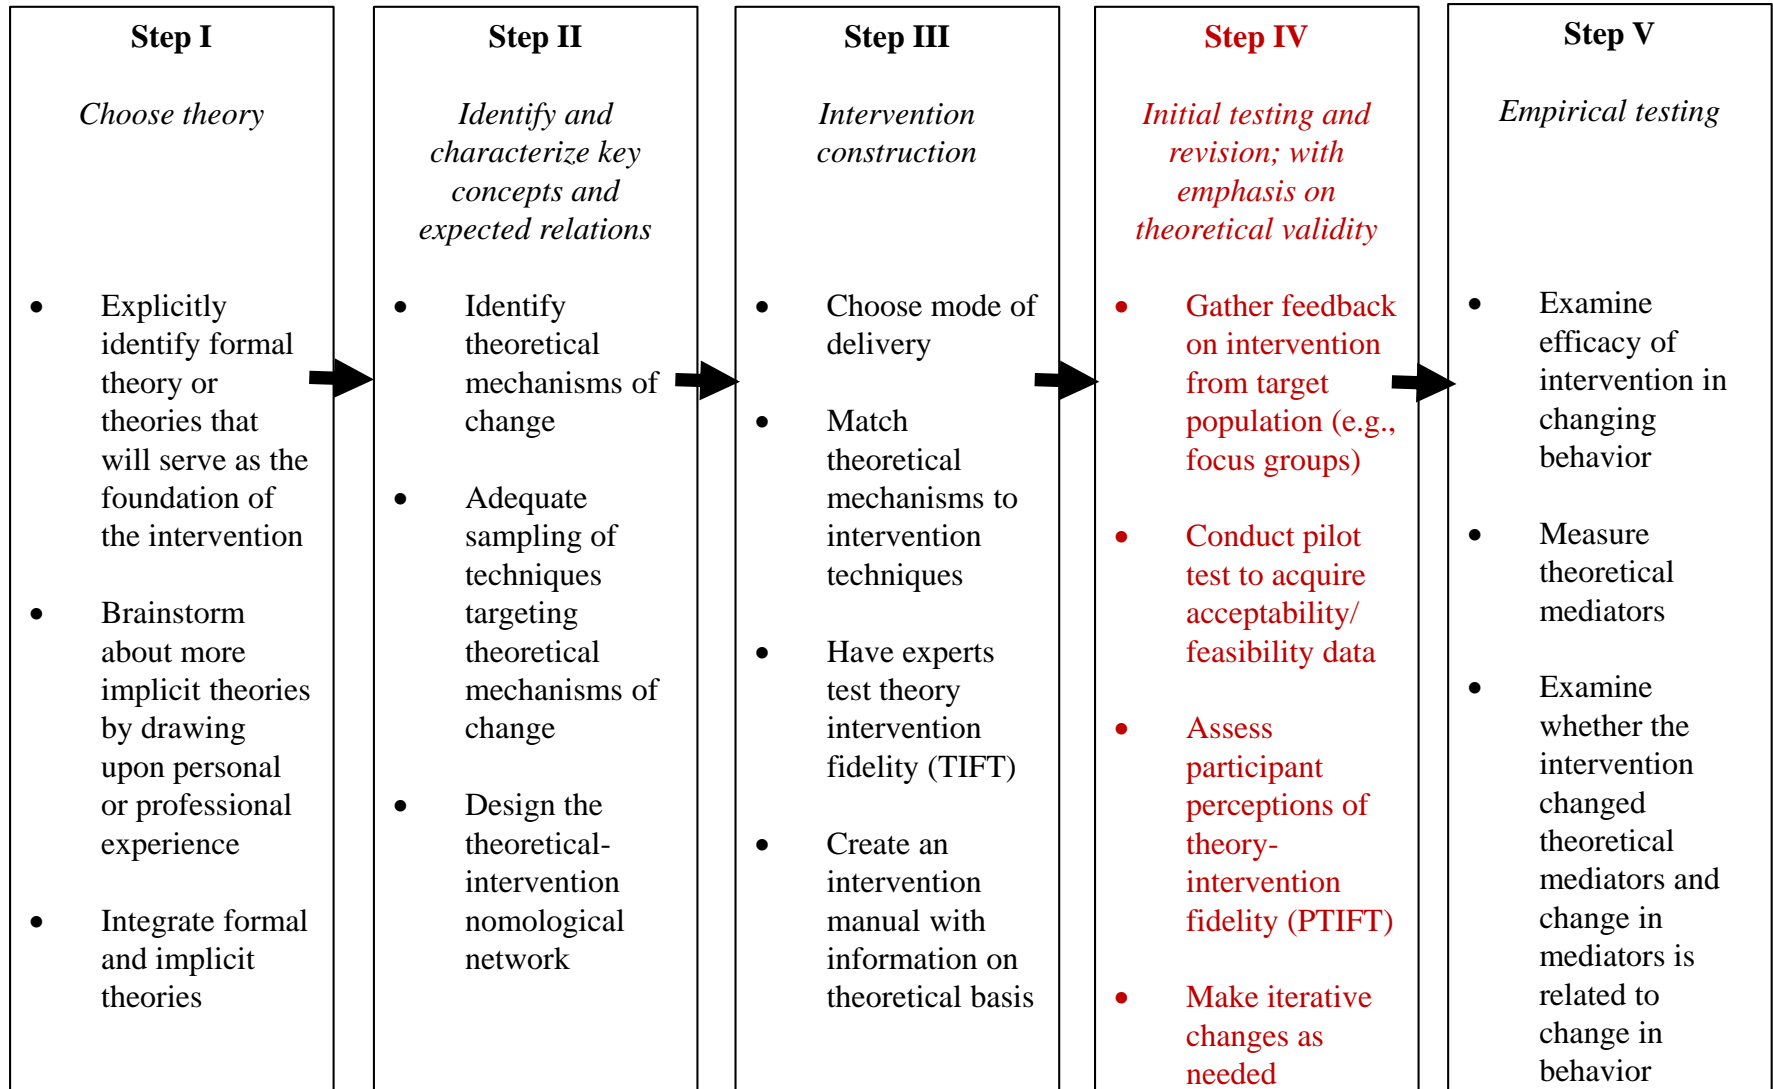 Step I
Choose theory
• Explicitly
identify formal
theory or
theories that
will serve as the
foundation of
the intervention
• Brainstorm
about more
implicit theories
by drawing
upon personal
or professional
experience
• Integrate formal
and implicit
theories
Step II
Identify and
characterize key
concepts and
expected relations
• Identify
theoretical
mechanisms of
change
• Adequate
sampling of
techniques
targeting
theoretical
mechanisms of
change
• Design the
theoretical-
intervention
nomological
network
Step III
Intervention
construction
• Choose mode of
delivery
• Match
theoretical
mechanisms to
intervention
techniques
• Have experts
test theory
intervention
fidelity (TIFT)
• Create an
intervention
manual with
information on
theoretical basis
Step IV
Initial testing and
revision; with
emphasis on
theoretical validity
• Gather feedback
on intervention
from target
population (e.g.,
focus groups)
• Conduct pilot
test to acquire
acceptability/
feasibility data
• Assess
participant
perceptions of
theory-
intervention
fidelity (PTIFT)
• Make iterative
changes as
needed
Step V
Empirical testing
• Examine
efficacy of
intervention in
changing
behavior
• Measure
theoretical
mediators
• Examine
whether the
intervention
changed
theoretical
mediators and
change in
mediators is
related to
change in
behavior